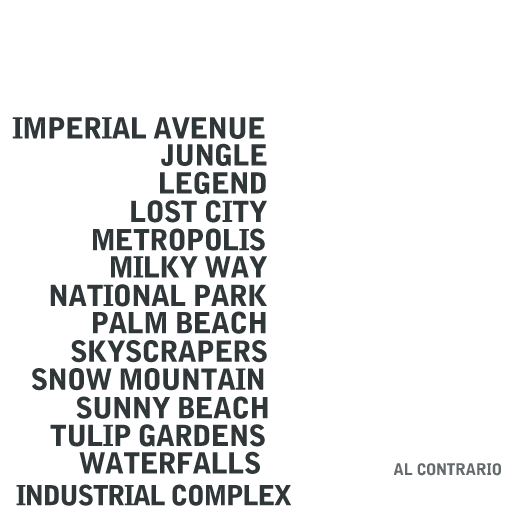 IMPERIAL AVENUE
JUNGLE
LEGEND
LOST CITY
METROPOLIS
MILKY WAY
NATIONAL PARK
PALM BEACH
SKYSCRAPERS
SNOW MOUNTAIN
SUNNY BEACH
TULIP GARDENS
WATERFALLS
AL CONTRARIO
INDUSTRIAL COMPLEX